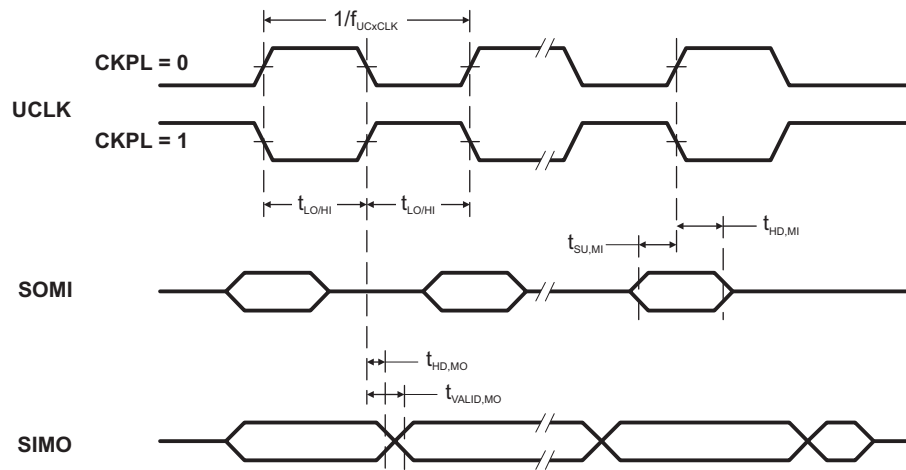 1/fUCxCLK
CKPL = 0
UCLK
CKPL = 1
tLO/HI tLO/HI
tSU,MI
tHD,MI
SOMI
tHD,MO
tVALID,MO
SIMO